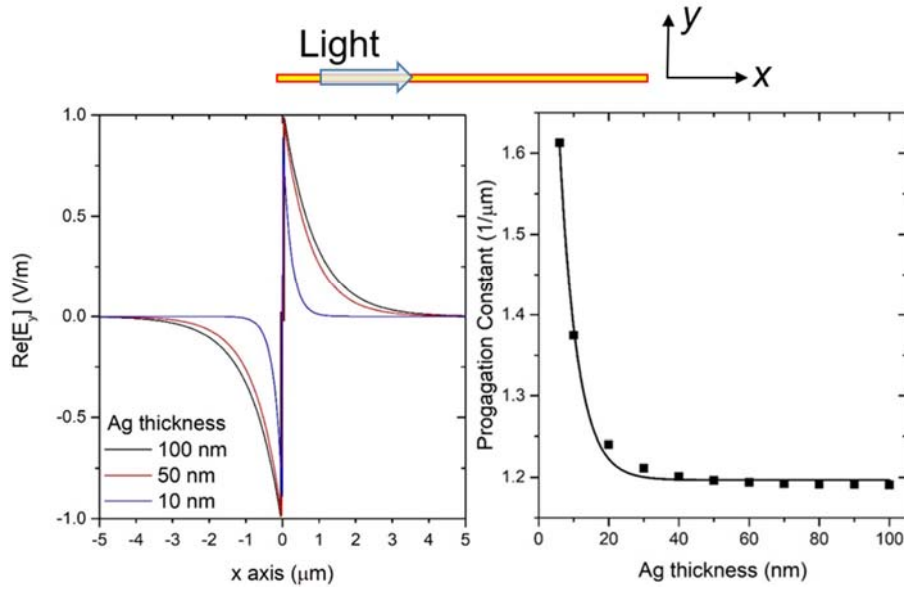 Light
y
x
1.0
0.5
0.0
-0.5
-1.0
Re[E_y] (V/m)
Ag thickness
100 nm
50 nm
10 nm
-5 -4 -3 -2 -1 0 1 2 3 4 5
x axis (μm)
1.6
1.5
1.4
1.3
1.2
Progagation Constant (1/μm)
0 20 40 60 80 100
Ag thickness (nm)